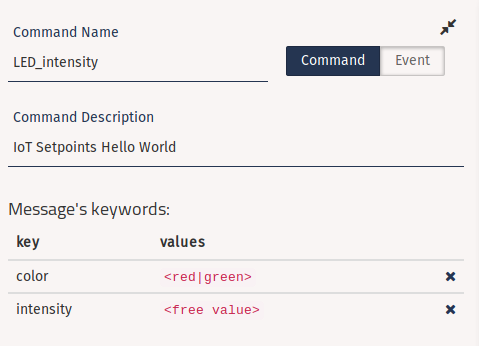 Command Name
LED_intensity
Command Event
Command Description
IoT Setpoints Hello World
Message's keywords:
key values
color <red|green>
intensity <free value>